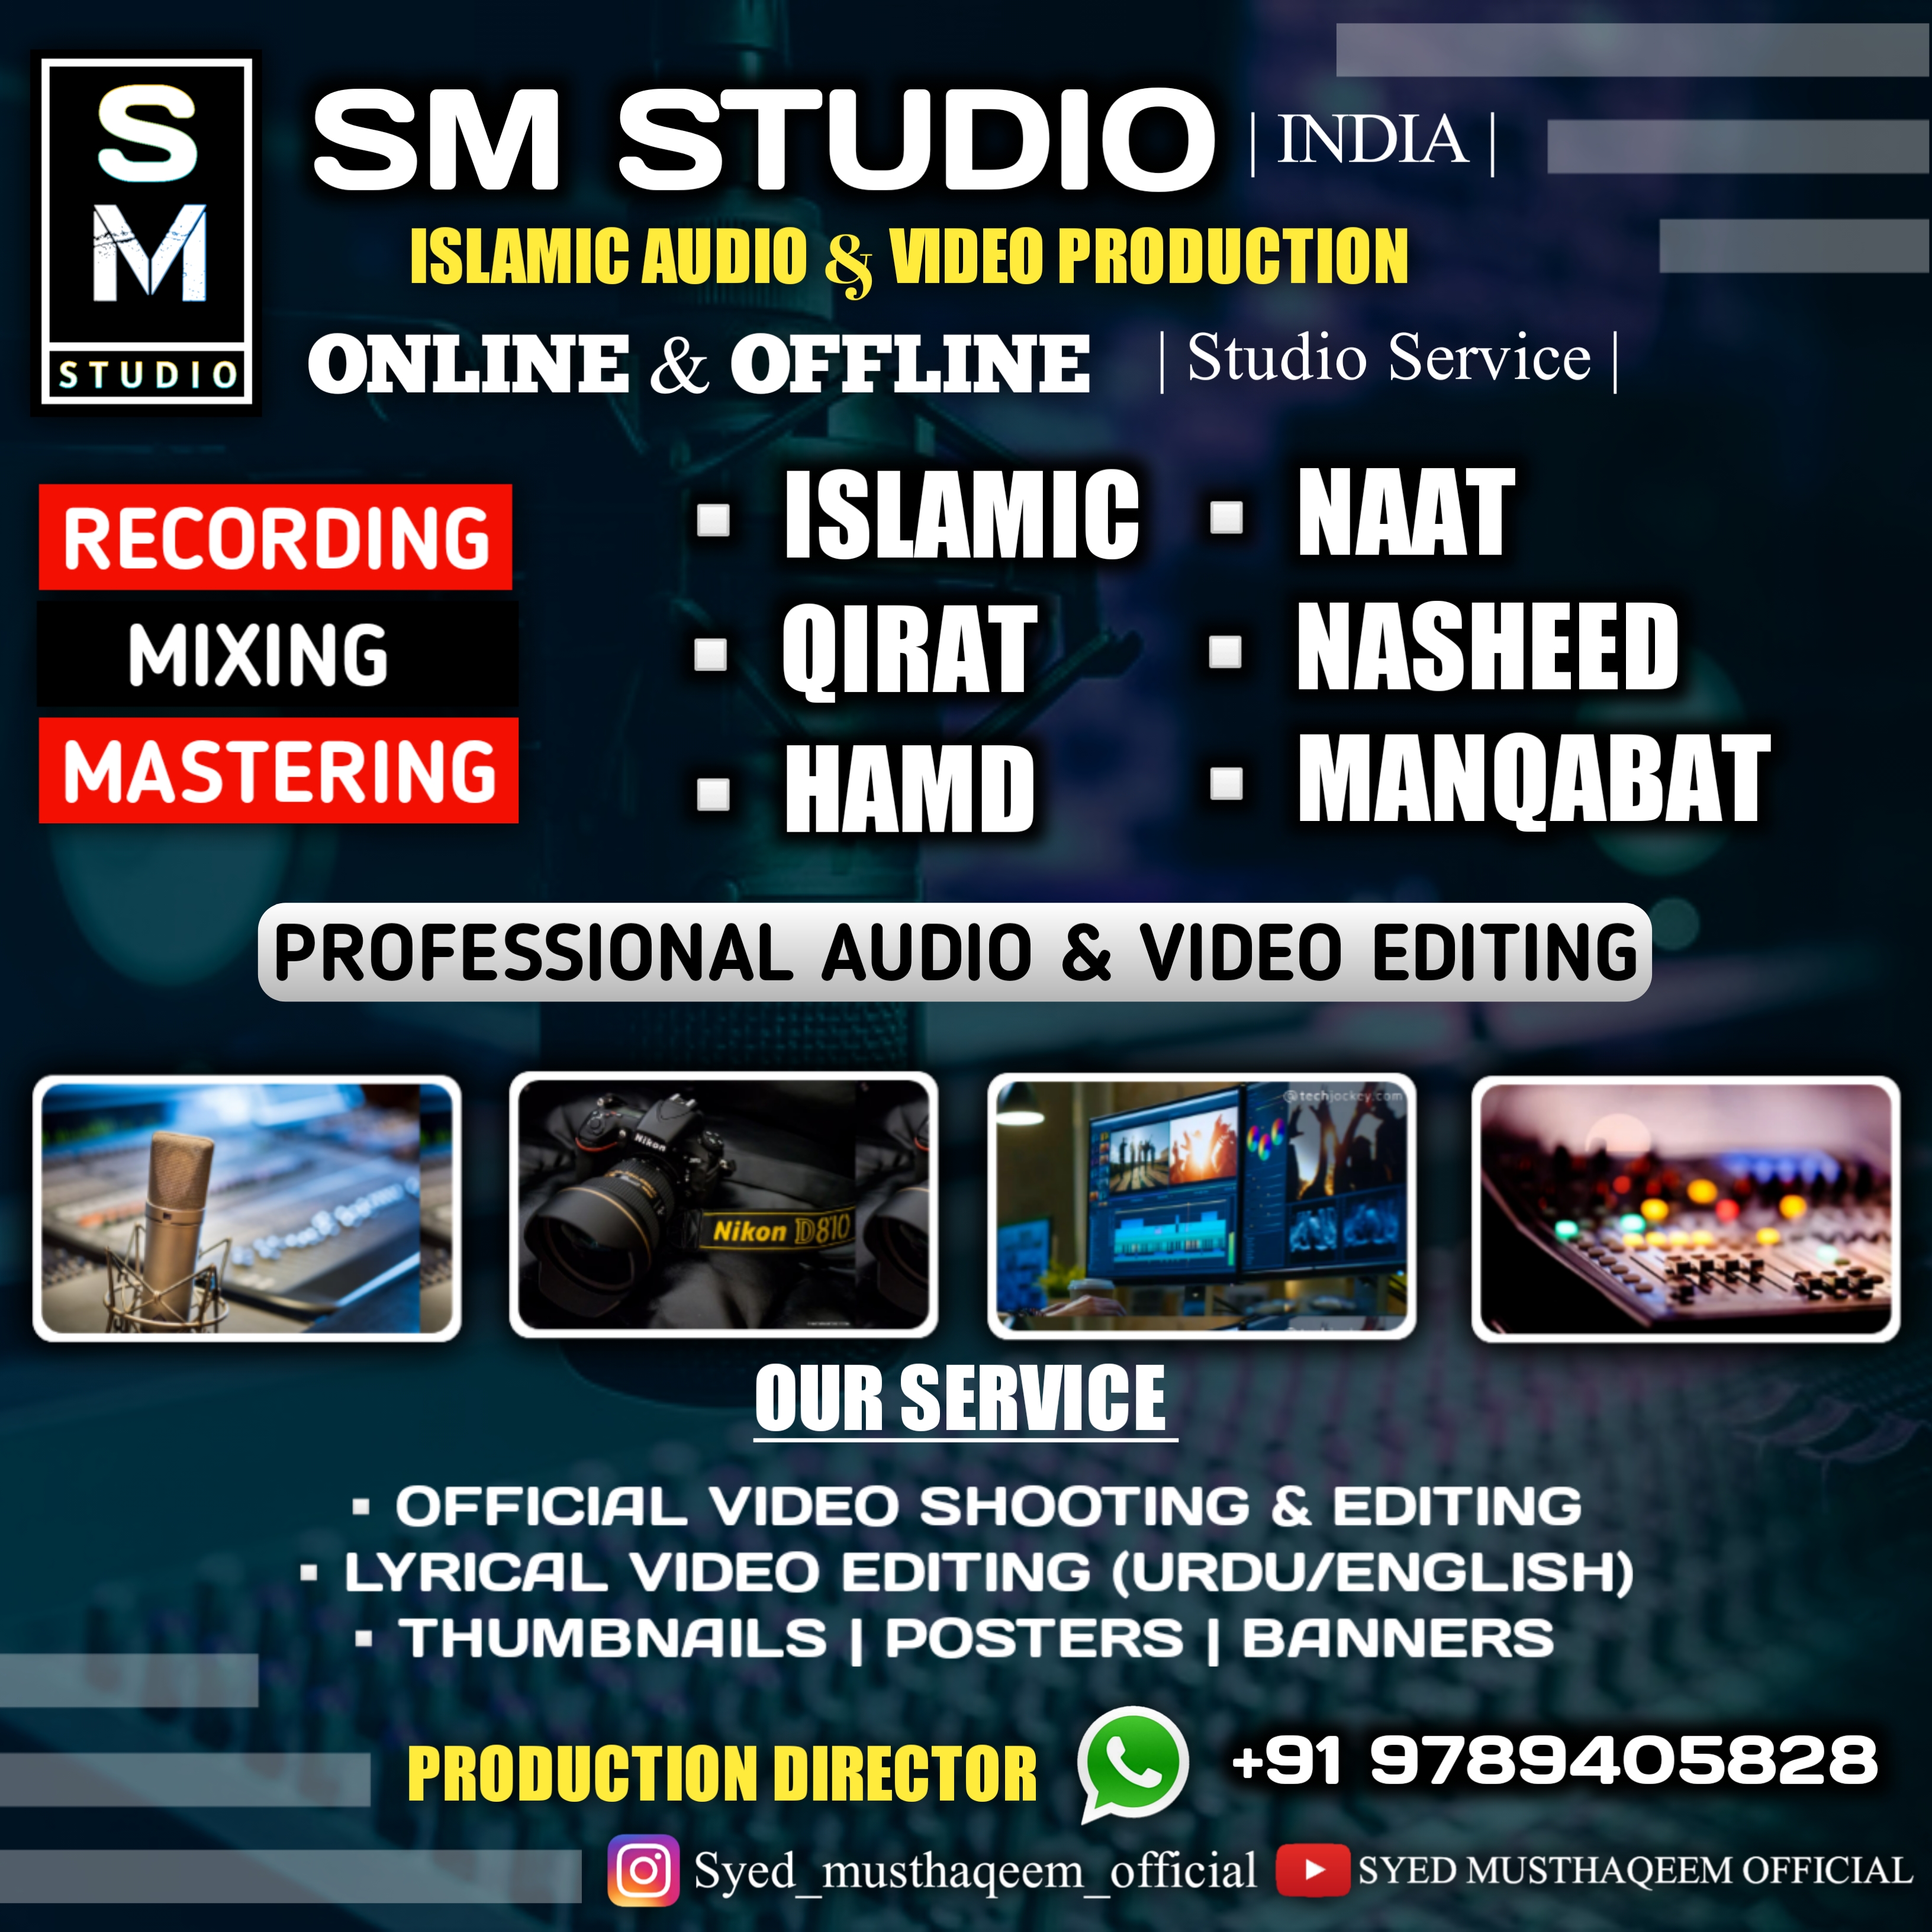 S
M
STUDIO
SM STUDIO | INDIA |
ISLAMIC AUDIO & VIDEO PRODUCTION
ONLINE & OFFLINE | Studio Service |
RECORDING
MIXING
MASTERING
▫ ISLAMIC ▫ NAAT
▫ QIRAT ▫ NASHEED
▫ HAMD ▫ MANQABAT
PROFESSIONAL AUDIO & VIDEO EDITING
Nikon
Nikon D810
@techjockey.com
OUR SERVICE
▪ OFFICIAL VIDEO SHOOTING & EDITING
▪ LYRICAL VIDEO EDITING (URDU/ENGLISH)
▪ THUMBNAILS | POSTERS | BANNERS
PRODUCTION DIRECTOR +91 9789405828
Syed_musthaqeem_official SYED MUSTHAQEEM OFFICIAL